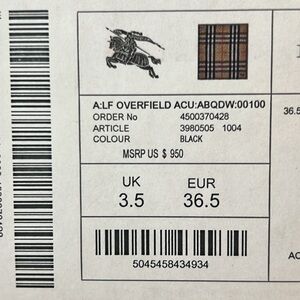 A:LF OVERFIELD ACU:ABQDW:00100
ORDER No 4500370428
ARTICLE 3980505 1004
COLOUR BLACK
MSRP US $ 950
UK EUR
3.5 36.5
5045458434934
36.5
AC